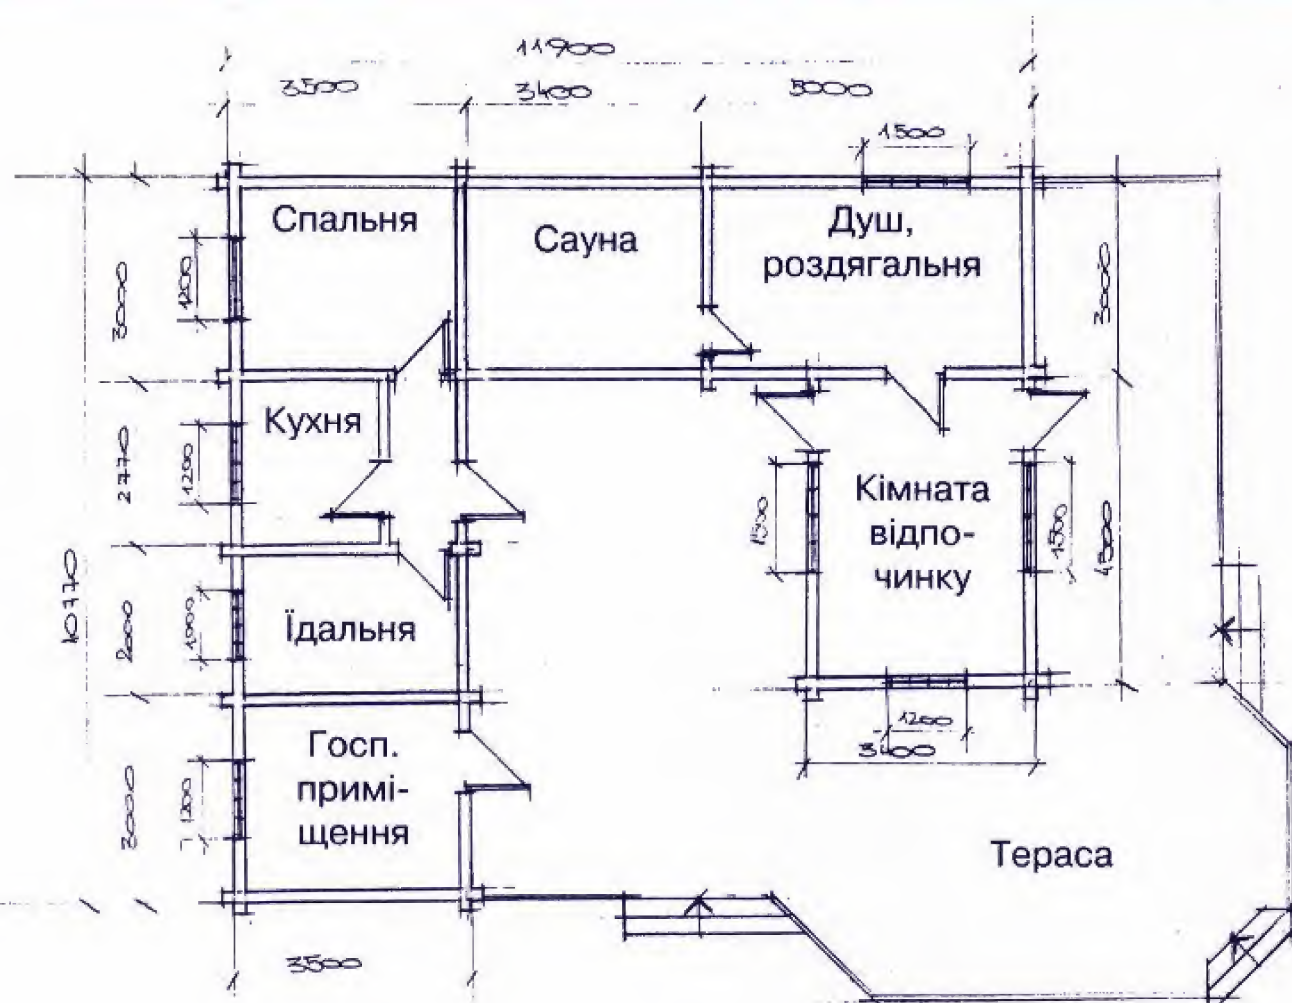 11900
3500
3400
5000
1500
Спальня
Сауна
Душ,
роздягальня
3000
1200
3000
Кухня
2770
1200
Кімната
відпо-
чинку
1500
1500
4500
10770
2000
1000
Їдальня
1200
3400
Госп.
примі-
щення
3000
1200
Тераса
3500